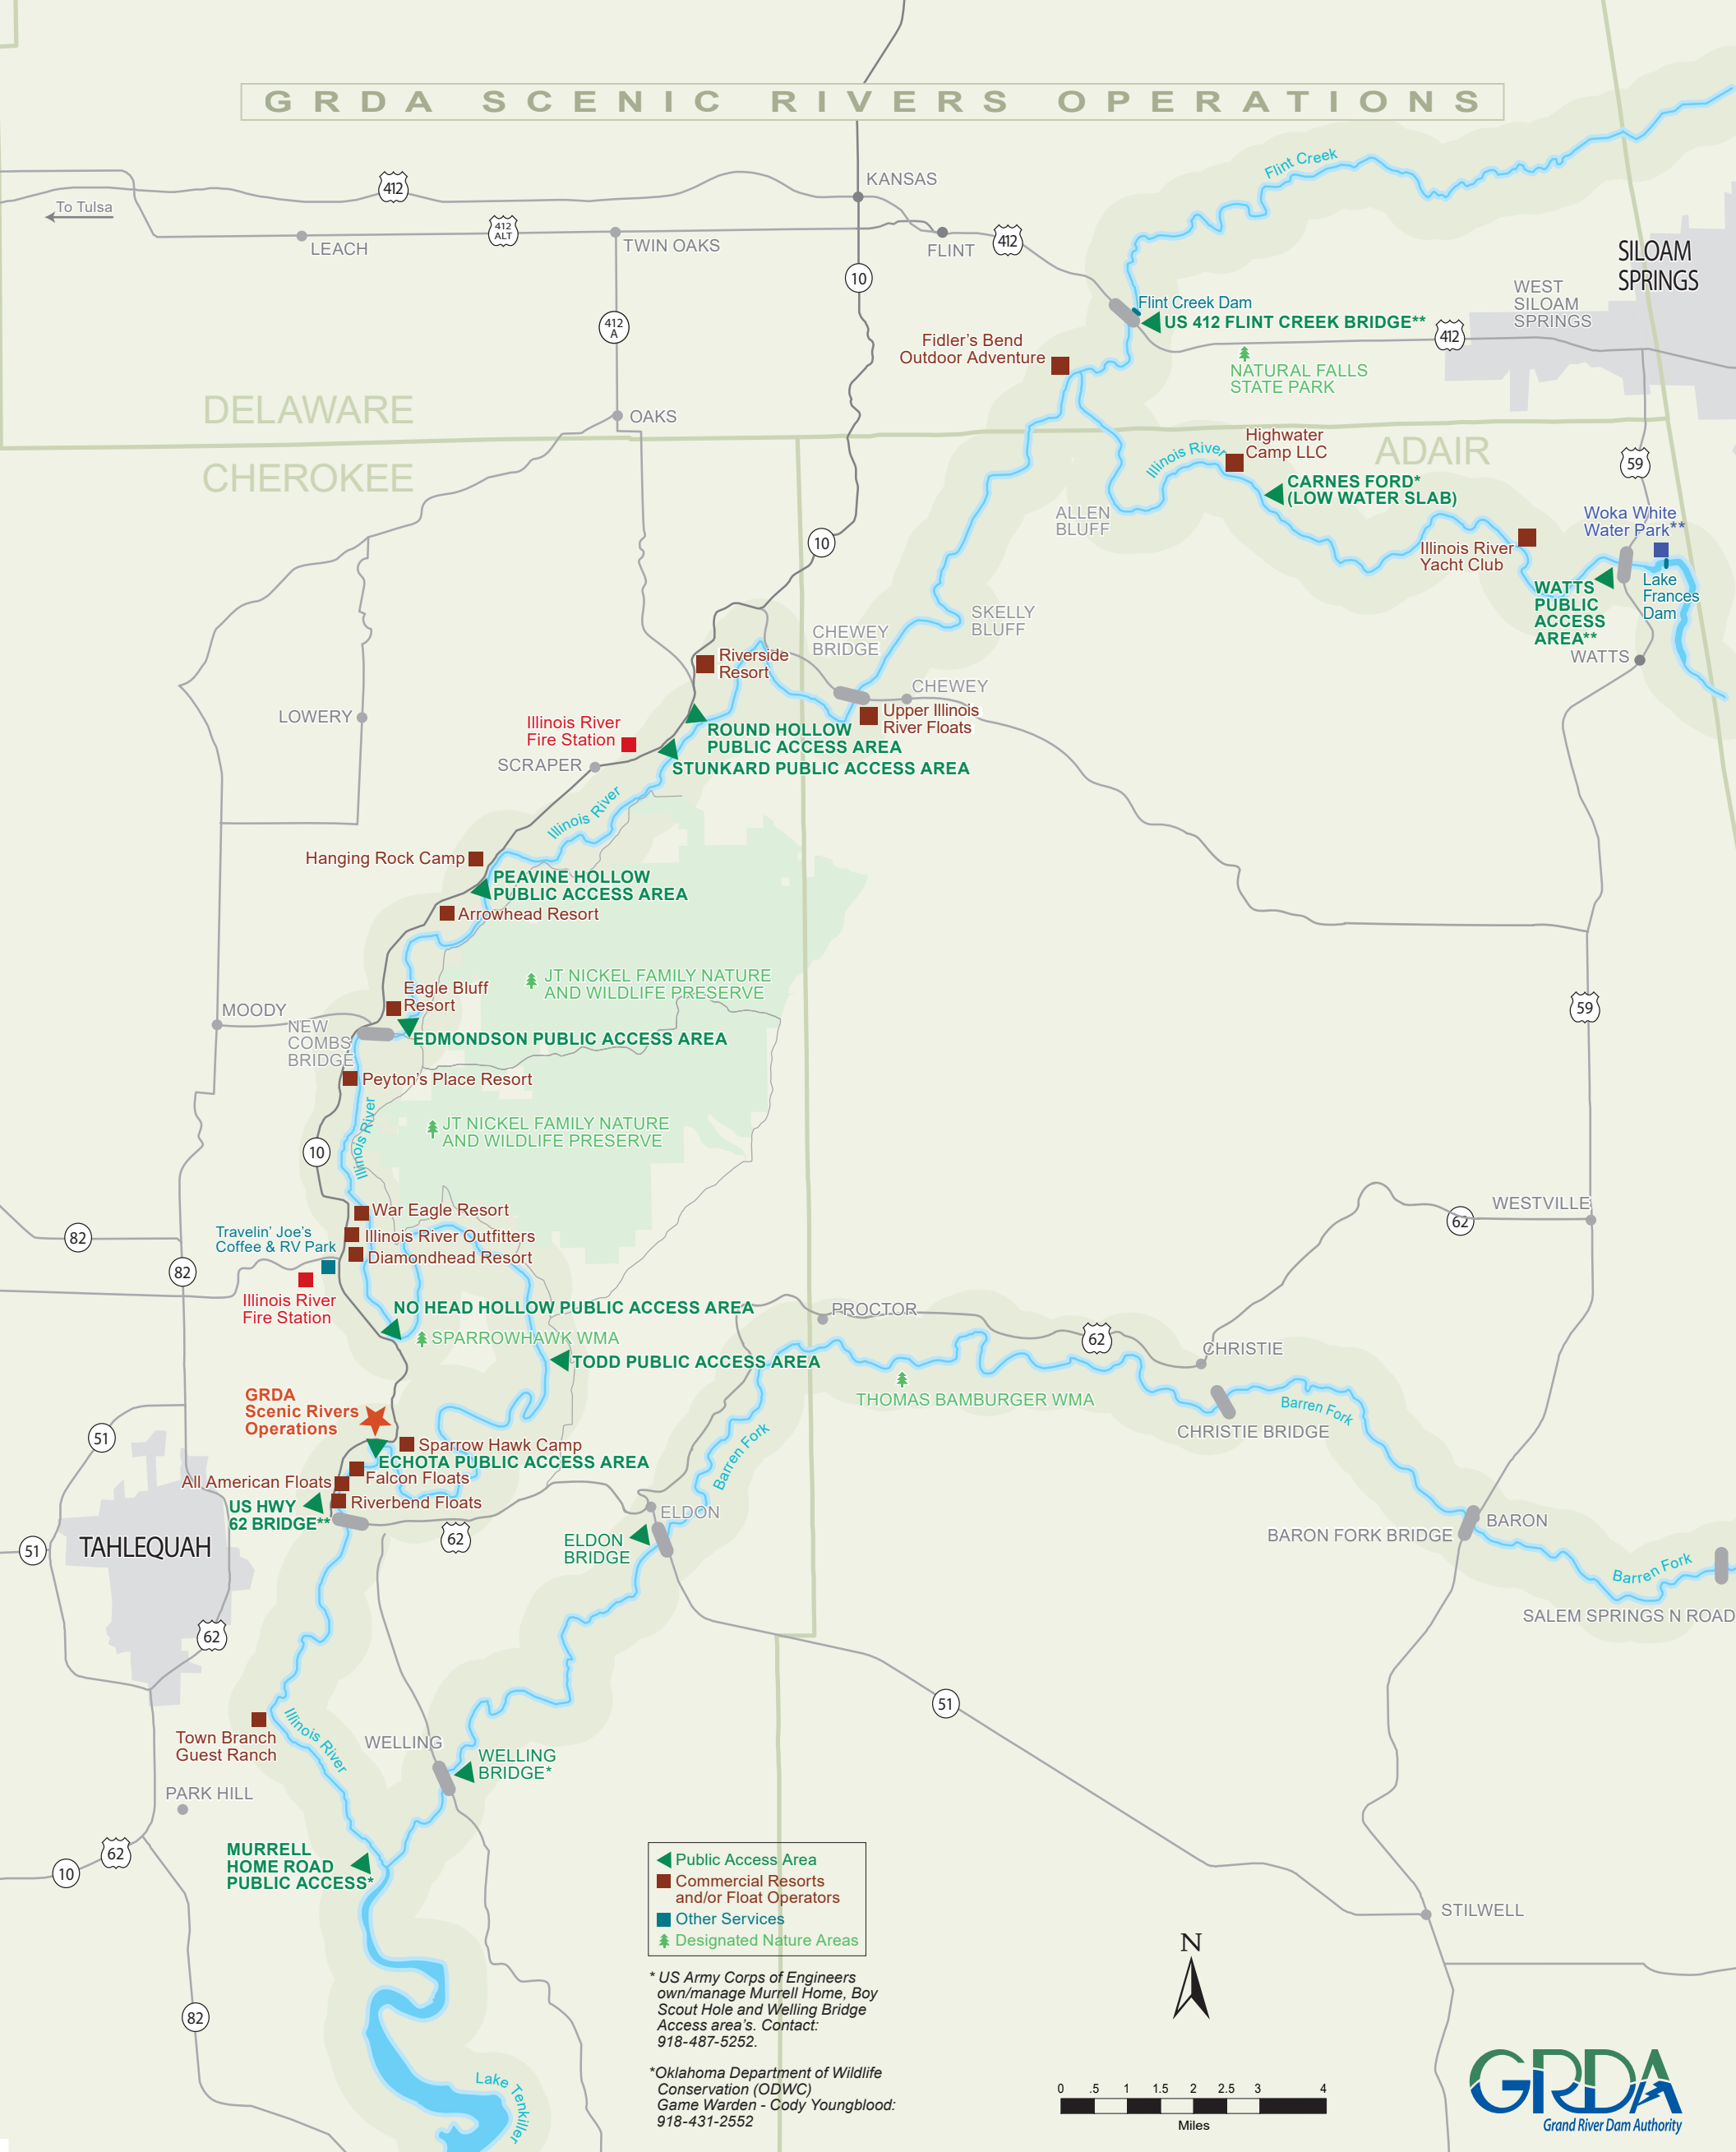 GRDA SCENIC RIVERS OPERATIONS
Flint Creek
KANSAS
412
To Tulsa
412
ALT
LEACH
TWIN OAKS
FLINT
412
SILOAM
SPRINGS
10
WEST
SILOAM
SPRINGS
Flint Creek Dam
US 412 FLINT CREEK BRIDGE**
412
412
A
Fidler's Bend
Outdoor Adventure
NATURAL FALLS
STATE PARK
DELAWARE
OAKS
CHEROKEE
Highwater
Camp LLC
ADAIR
Illinois River
59
CARNES FORD*
(LOW WATER SLAB)
ALLEN
BLUFF
Woka White
Water Park**
10
Illinois River
Yacht Club
WATTS
PUBLIC
ACCESS
AREA**
Lake
Frances
Dam
SKELLY
BLUFF
CHEWEY
BRIDGE
WATTS
Riverside
Resort
CHEWEY
LOWERY
Upper Illinois
River Floats
Illinois River
Fire Station
ROUND HOLLOW
PUBLIC ACCESS AREA
SCRAPER
STUNKARD PUBLIC ACCESS AREA
Illinois River
Hanging Rock Camp
PEAVINE HOLLOW
PUBLIC ACCESS AREA
Arrowhead Resort
JT NICKEL FAMILY NATURE
AND WILDLIFE PRESERVE
Eagle Bluff
Resort
59
MOODY
NEW
COMBS
BRIDGE
EDMONDSON PUBLIC ACCESS AREA
Peyton's Place Resort
Illinois River
JT NICKEL FAMILY NATURE
AND WILDLIFE PRESERVE
10
WESTVILLE
War Eagle Resort
62
82
Travelin' Joe's
Coffee & RV Park
Illinois River Outfitters
Diamondhead Resort
82
Illinois River
Fire Station
NO HEAD HOLLOW PUBLIC ACCESS AREA
PROCTOR
SPARROWHAWK WMA
62
CHRISTIE
TODD PUBLIC ACCESS AREA
THOMAS BAMBURGER WMA
GRDA
Scenic Rivers
Operations
Barren Fork
CHRISTIE BRIDGE
51
Sparrow Hawk Camp
Barren Fork
ECHOTA PUBLIC ACCESS AREA
Falcon Floats
All American Floats
Riverbend Floats
US HWY
62 BRIDGE**
ELDON
BARON
BARON FORK BRIDGE
62
ELDON
BRIDGE
TAHLEQUAH
51
Barren Fork
SALEM SPRINGS N ROAD
62
51
Illinois River
Town Branch
Guest Ranch
WELLING
WELLING
BRIDGE*
PARK HILL
62
10
MURRELL
HOME ROAD
PUBLIC ACCESS*
Public Access Area
Commercial Resorts
and/or Float Operators
Other Services
Designated Nature Areas
STILWELL
N
* US Army Corps of Engineers
own/manage Murrell Home, Boy
Scout Hole and Welling Bridge
Access area's. Contact:
918-487-5252.
82
*Oklahoma Department of Wildlife
Conservation (ODWC)
Game Warden - Cody Youngblood:
918-431-2552
Lake Tenkiller
0 .5 1 1.5 2 2.5 3 4
Miles
GRDA
Grand River Dam Authority